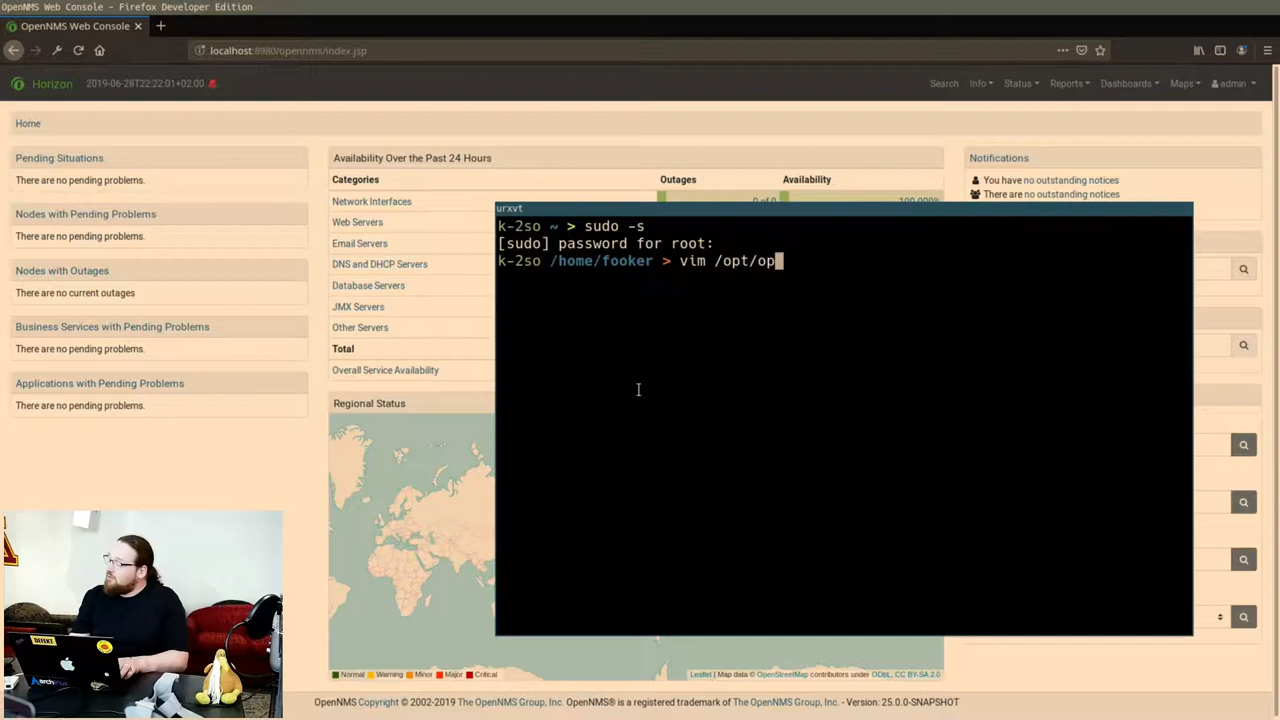 OpenNMS Web Console - Firefox Developer Edition
OpenNMS Web Console
localhost:8980/opennms/index.jsp
Horizon 2019-06-28T22:22:01+02:00 Search Info Status Reports Dashboards Maps admin
Home
Pending Situations
There are no pending problems.
Nodes with Pending Problems
There are no pending problems.
Nodes with Outages
There are no current outages
Business Services with Pending Problems
There are no pending problems.
Applications with Pending Problems
There are no pending problems.
Availability Over the Past 24 Hours
Categories Outages Availability
Network Interfaces 0 of 0 100.000%
Web Servers
Email Servers
DNS and DHCP Servers
Database Servers
JMX Servers
Other Servers
Total
Overall Service Availability
Regional Status
Normal Warning Minor Major Critical
Leaflet | Map data © OpenStreetMap contributors under ODbL, CC BY-SA 2.0
Notifications
You have no outstanding notices
There are no outstanding notices
urxvt
k-2so ~ > sudo -s
[sudo] password for root:
k-2so /home/fooker > vim /opt/op
DEFEKT
archlinux
OpenNMS Copyright © 2002-2019 The OpenNMS Group, Inc. OpenNMS® is a registered trademark of The OpenNMS Group, Inc. - Version: 25.0.0-SNAPSHOT